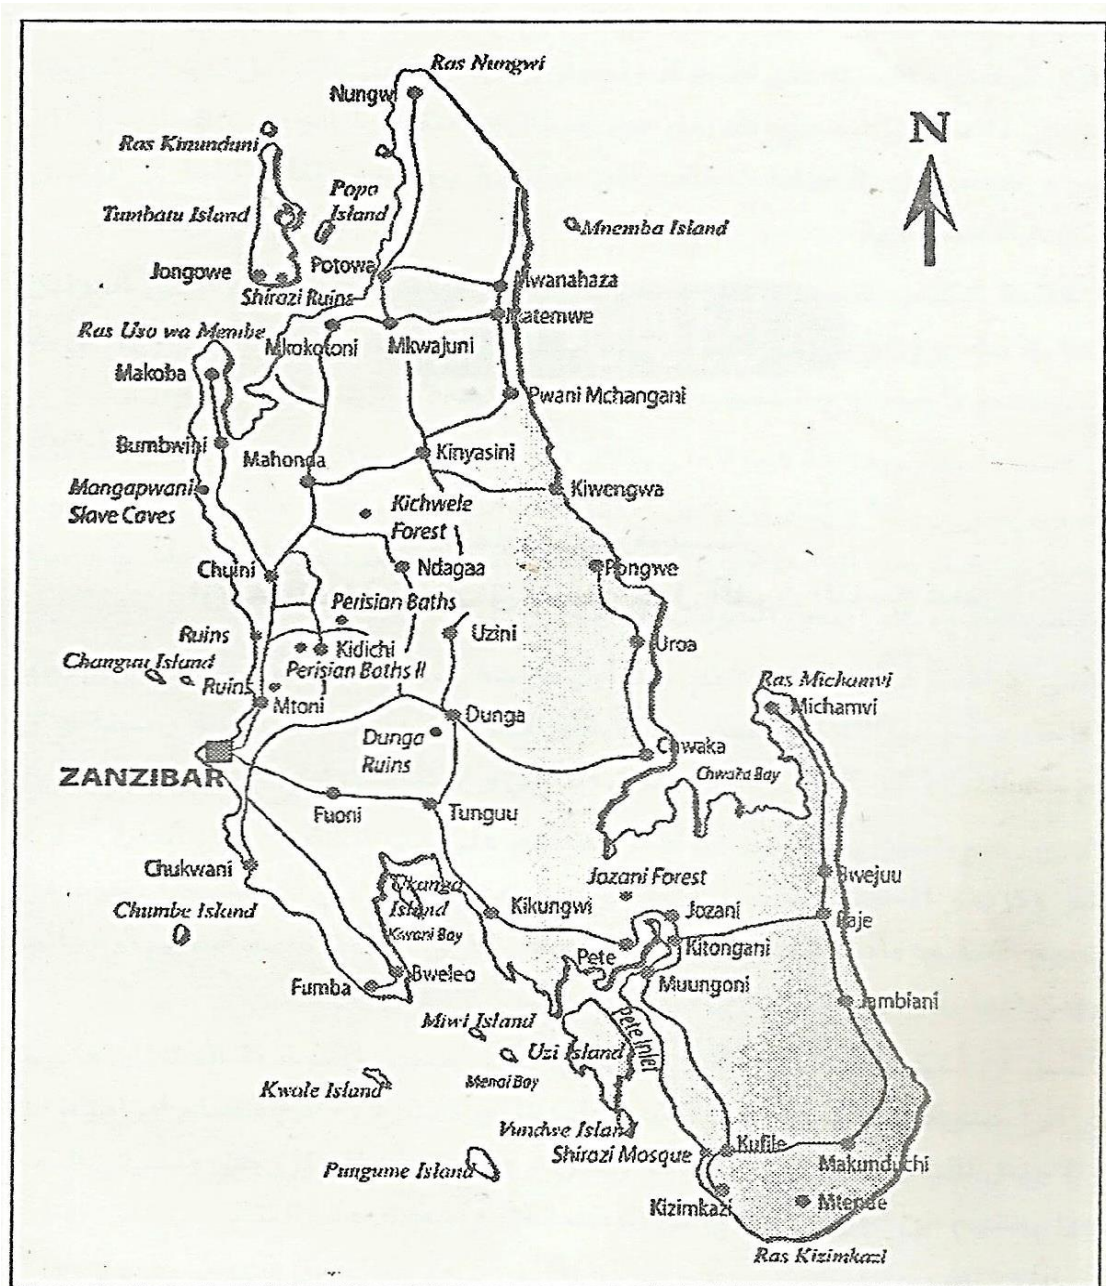 Ras Nungwi
Nungw
N
Ras Kinunduni
Popo
Island
Tumbatu Island
Mnemba Island
Jongowe
Potowa
Mwanahaza
Shirazi Ruins
Matemwe
Ras Uso wa Membe
Mkokotoni
Mkwajuni
Makoba
Pwani Mchangani
Bumbwini
Kinyasini
Mahonda
Mangapwani
Slave Caves
Kiwengwa
Kichwele
Forest
Chuini
Ndagaa
Pongwe
Perisian Baths
Ruins
Uzini
Kidichi
Uroa
Changuu Island
Perisian Baths II
Ruins
Ras Michamvi
Mtoni
Michamvi
Dunga
Dunga
Ruins
Chwaka
Chwaka Bay
ZANZIBAR
Fuoni
Tunguu
Chukwani
Bwejuu
Jozani Forest
Ukanga
Island
Chumbe Island
Kikungwi
Jozani
Paje
Kiwani Bay
Kitongani
Pete
Bweleo
Muungoni
Fumba
Jambiani
Miwi Island
Pete Inlet
Uzi Island
Menai Bay
Kwale Island
Vundwe Island
Kufile
Shirazi Mosque
Makunduchi
Pungume Island
Kizimkazi
Mtende
Ras Kizimkazi